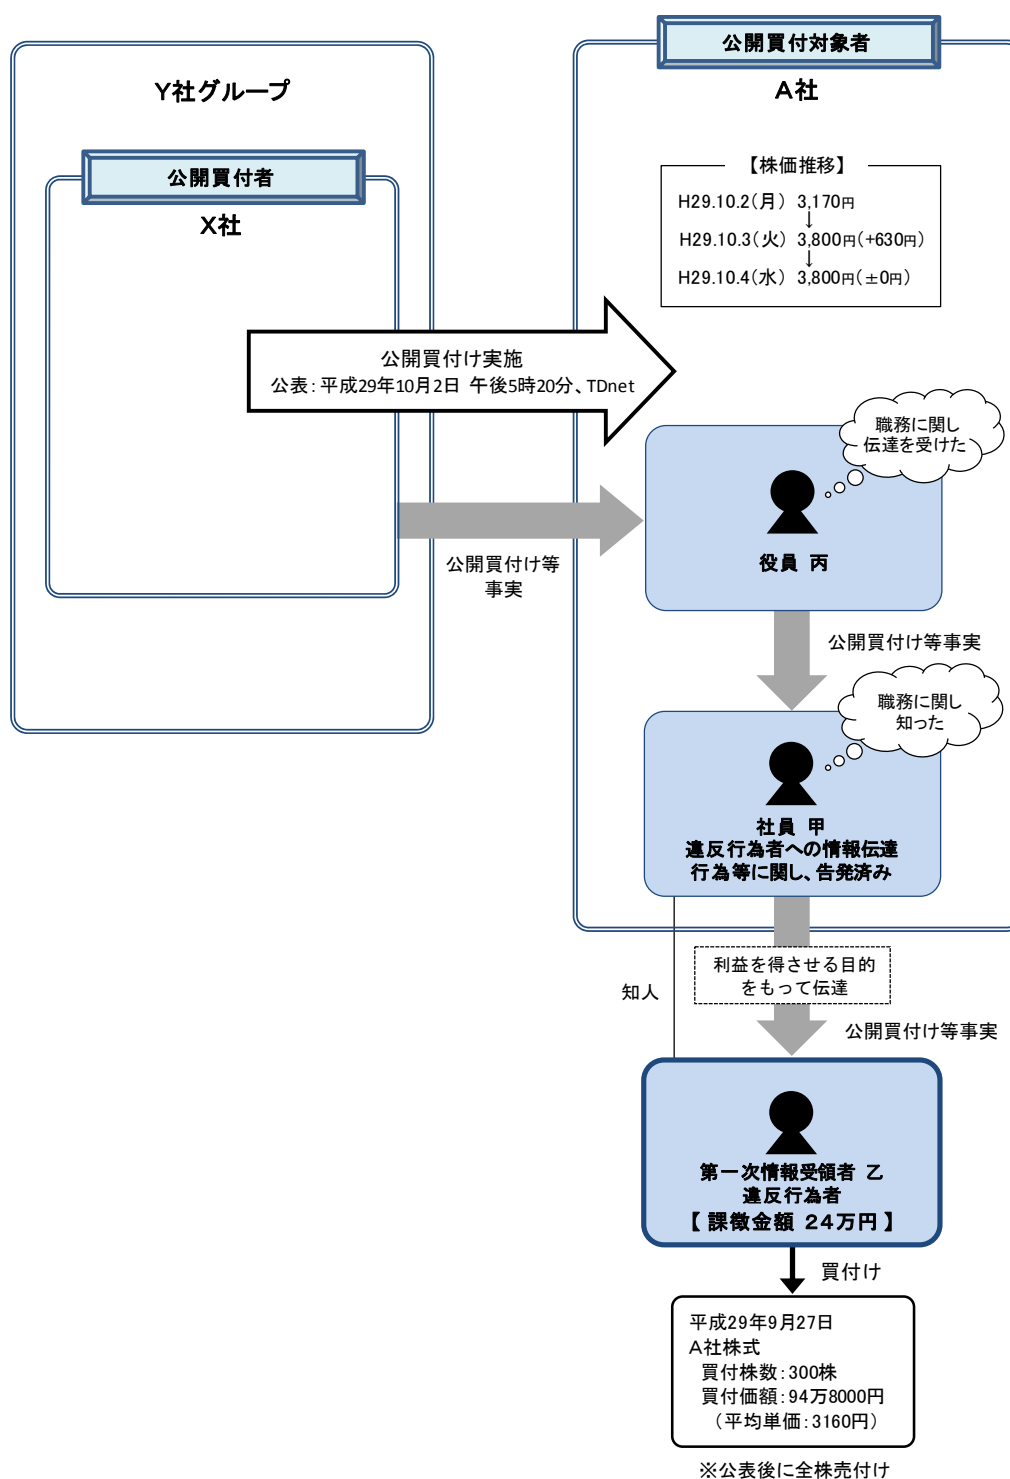 公開買付対象者
A社
Y社グループ
公開買付者
X社
【株価推移】
H29.10.2(月) 3,170円
↓
H29.10.3(火) 3,800円(+630円)
↓
H29.10.4(水) 3,800円(±0円)
公開買付け実施
公表：平成29年10月2日 午後5時20分、TDnet
職務に関し
伝達を受けた
役員 丙
公開買付け等
事実
公開買付け等事実
職務に関し
知った
社員 甲
違反行為者への情報伝達
行為等に関し、告発済み
利益を得させる目的
をもって伝達
知人
公開買付け等事実
第一次情報受領者 乙
違反行為者
【 課徴金額 24万円 】
買付け
平成29年9月27日
A社株式
買付株数：300株
買付価額：94万8000円
（平均単価：3160円）
※公表後に全株売付け